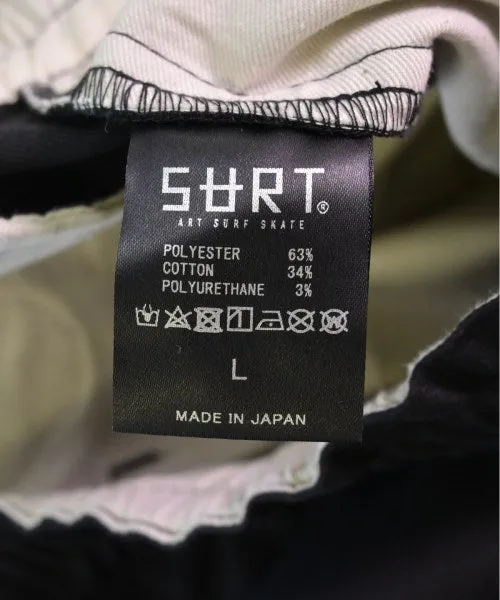 SURT®
ART SURF SKATE
POLYESTER 63%
COTTON 34%
POLYURETHANE 3%
L
MADE IN JAPAN